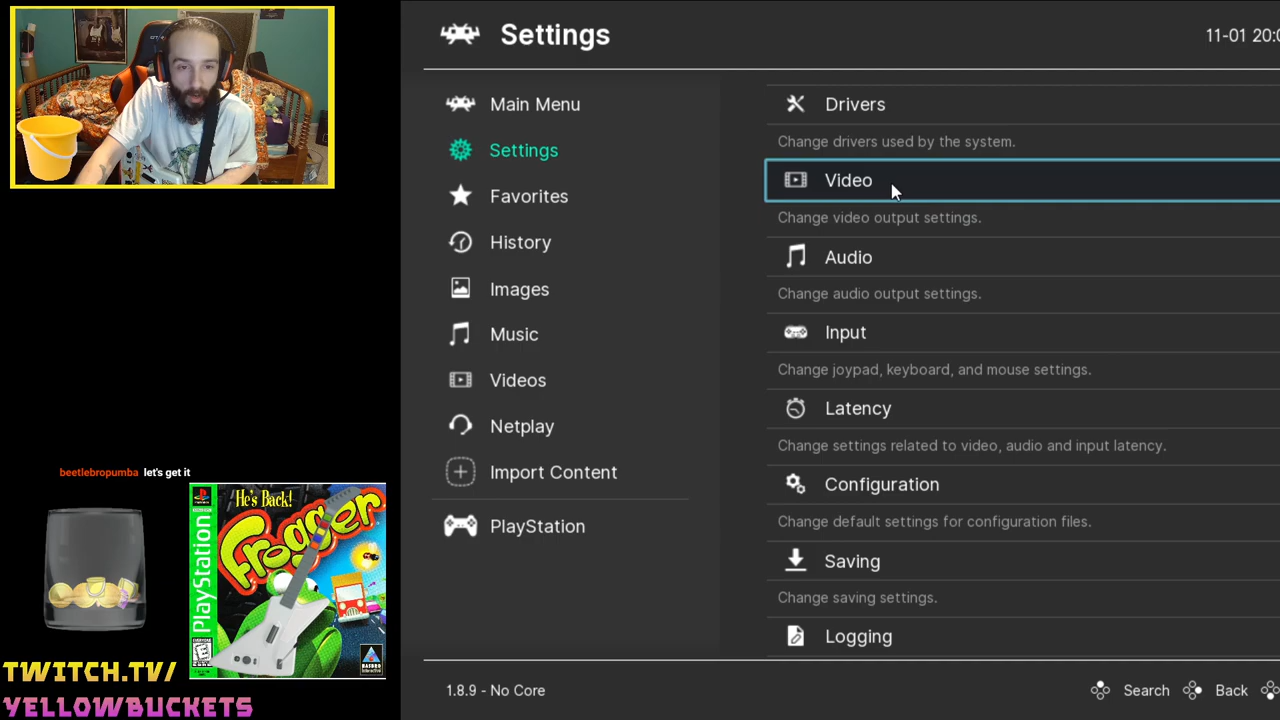 Settings
11-01 20:0
Main Menu
Settings
Favorites
History
Images
Music
Videos
Netplay
Import Content
PlayStation
Drivers
Change drivers used by the system.
Video
Change video output settings.
Audio
Change audio output settings.
Input
Change joypad, keyboard, and mouse settings.
Latency
Change settings related to video, audio and input latency.
Configuration
Change default settings for configuration files.
Saving
Change saving settings.
Logging
1.8.9 - No Core
Search
Back
beetlebropumba let's get it
PlayStation
He's Back!
Frogger
EVERYONE
E
Hasbro
Interactive
TWITCH.TV/
YELLOWBUCKETS